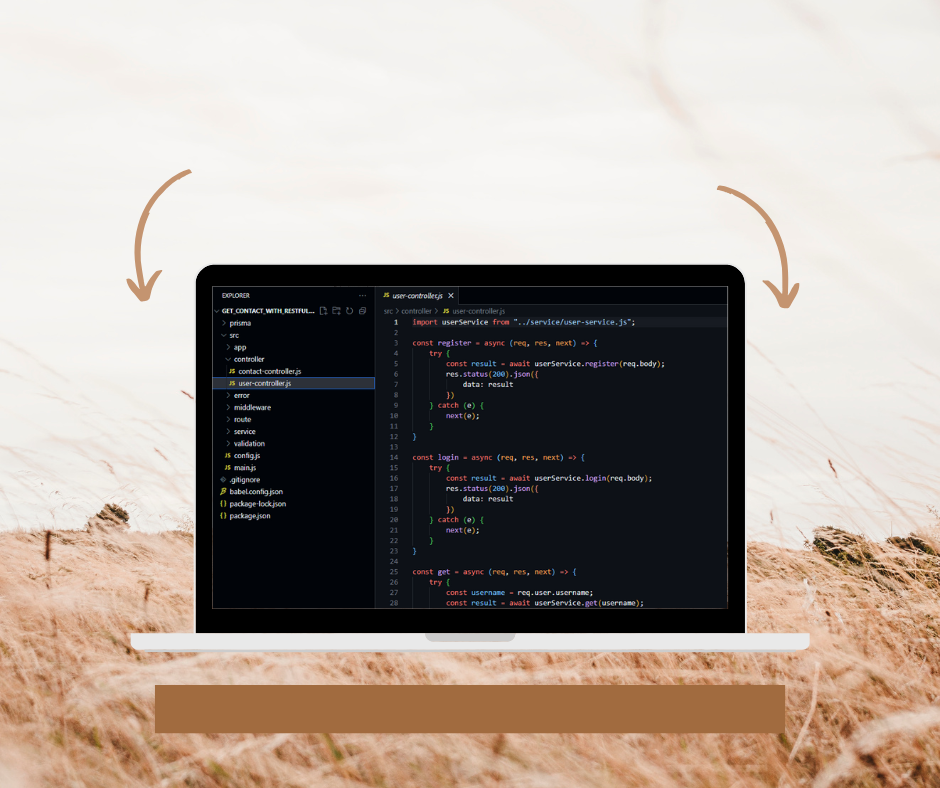 EXPLORER
GET_CONTACT_WITH_RESTFUL...
prisma
src
app
controller
JS contact-controller.js
JS user-controller.js
error
middleware
route
service
validation
JS config.js
JS main.js
.gitignore
babel.config.json
{} package-lock.json
{} package.json
JS user-controller.js
src > controller > JS user-controller.js
1 import userService from "../service/user-service.js";
2
3 const register = async (req, res, next) => {
4 try {
5 const result = await userService.register(req.body);
6 res.status(200).json({
7 data: result
8 })
9 } catch (e) {
10 next(e);
11 }
12 }
13
14 const login = async (req, res, next) => {
15 try {
16 const result = await userService.login(req.body);
17 res.status(200).json({
18 data: result
19 })
20 } catch (e) {
21 next(e);
22 }
23 }
24
25 const get = async (req, res, next) => {
26 try {
27 const username = req.user.username;
28 const result = await userService.get(username);